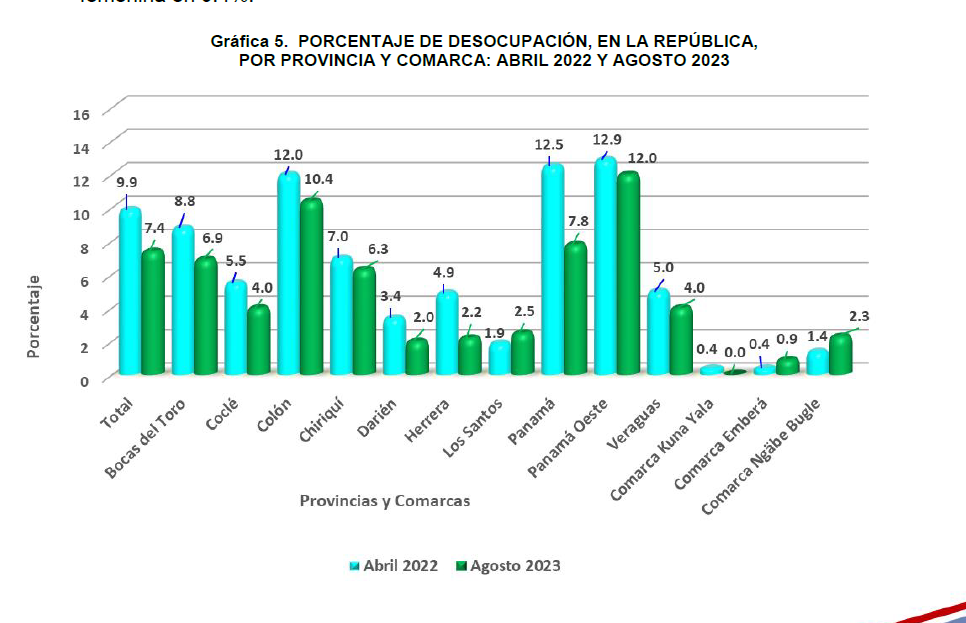 Gráfica 5. PORCENTAJE DE DESOCUPACIÓN, EN LA REPÚBLICA,
POR PROVINCIA Y COMARCA: ABRIL 2022 Y AGOSTO 2023
Porcentaje
16
14
12
10
8
6
4
2
0
9.9
7.4
8.8
6.9
5.5
4.0
12.0
10.4
7.0
6.3
3.4
2.0
4.9
2.2
1.9
2.5
12.5
7.8
12.9
12.0
5.0
4.0
0.4
0.0
0.4
0.9
1.4
2.3
Total
Bocas del Toro
Coclé
Colón
Chiriquí
Darién
Herrera
Los Santos
Panamá
Panamá Oeste
Veraguas
Comarca Kuna Yala
Comarca Emberá
Comarca Ngäbe Bugle
Provincias y Comarcas
Abril 2022
Agosto 2023